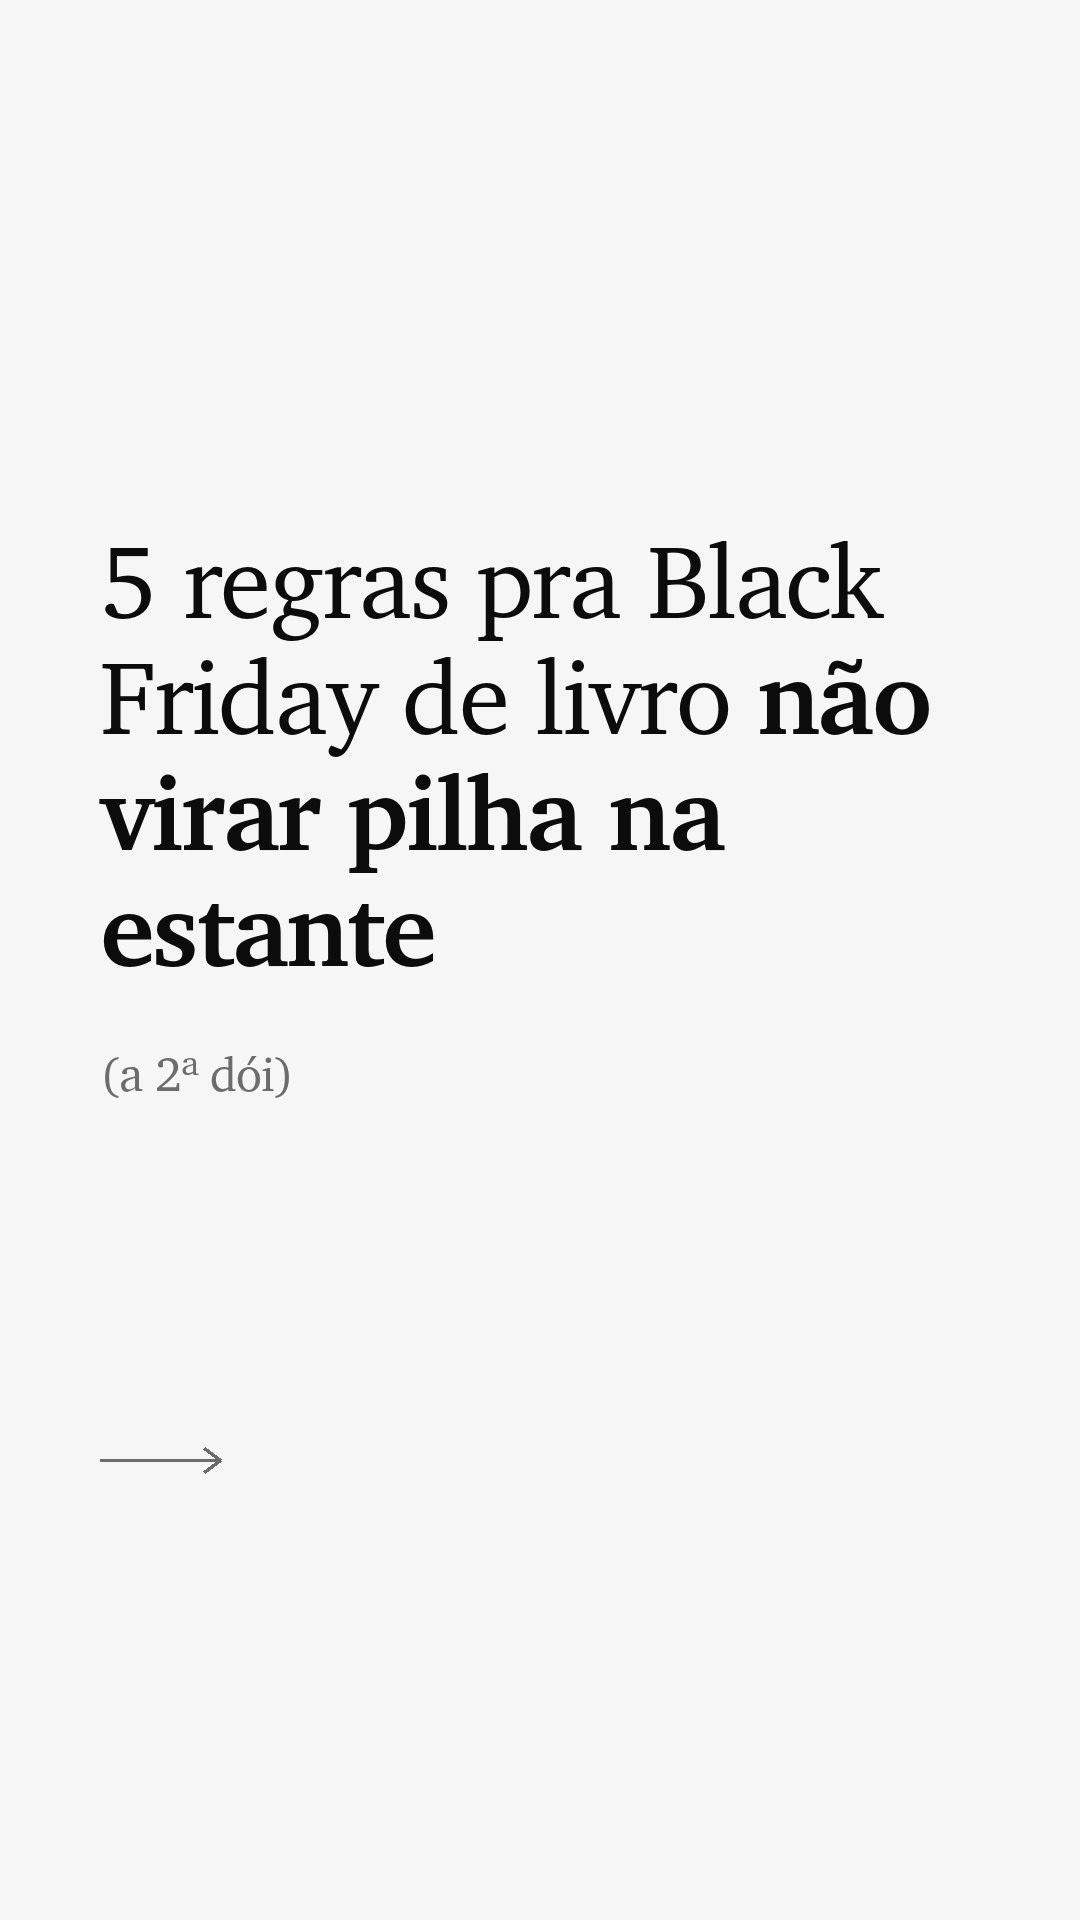 5 regras pra Black
Friday de livro não
virar pilha na
estante
(a 2ª dói)